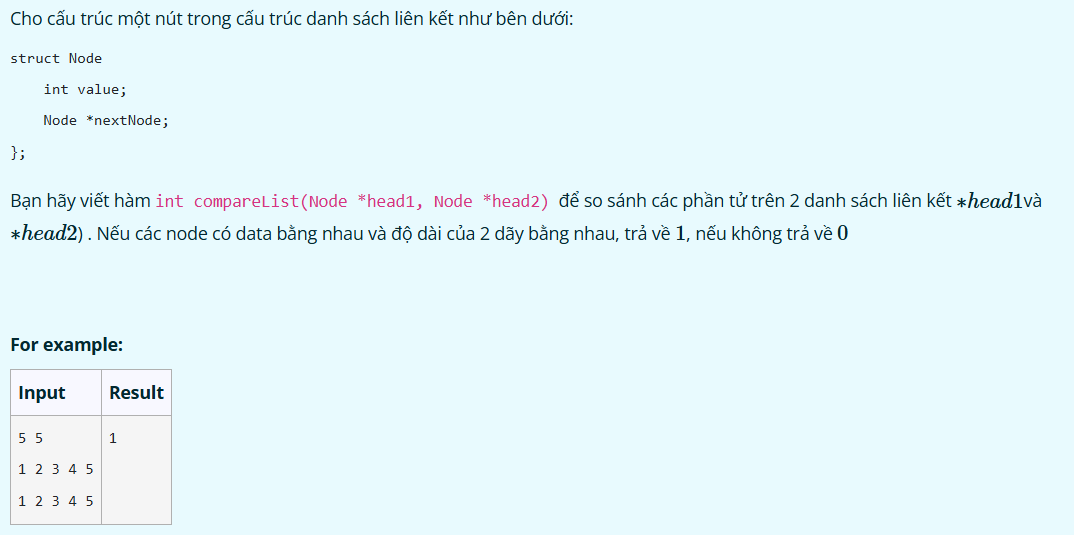 Cho cấu trúc một nút trong cấu trúc danh sách liên kết như bên dưới:
struct Node
int value;
Node *nextNode;
};
Bạn hãy viết hàm int compareList(Node *head1, Node *head2) để so sánh các phần tử trên 2 danh sách liên kết *head1và
*head2) . Nếu các node có data bằng nhau và độ dài của 2 dãy bằng nhau, trả về 1, nếu không trả về 0
For example:
Input Result
5 5 1
1 2 3 4 5
1 2 3 4 5